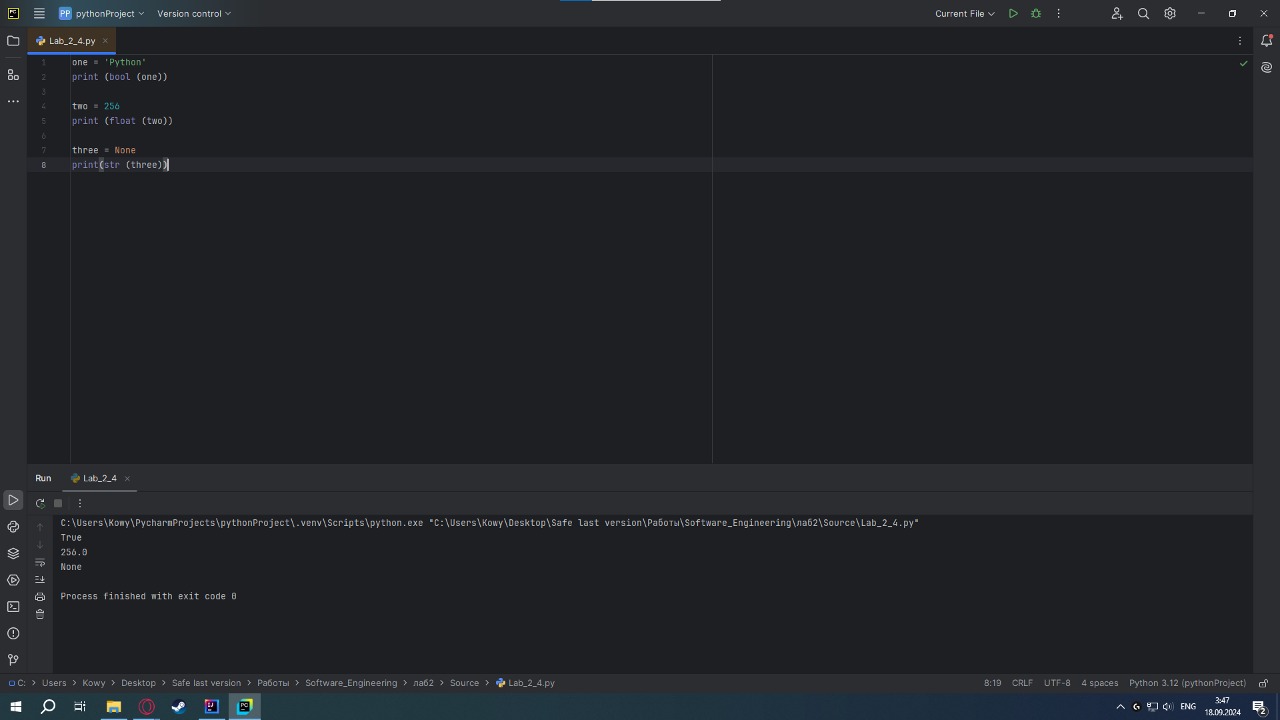 PC PP pythonProject Version control Current File
Lab_2_4.py
1 one = 'Python'
2 print (bool (one))
3
4 two = 256
5 print (float (two))
6
7 three = None
8 print(str (three))
Run Lab_2_4
C:\Users\Kowy\PycharmProjects\pythonProject\.venv\Scripts\python.exe "C:\Users\Kowy\Desktop\Safe last version\Работы\Software_Engineering\лаб2\Source\Lab_2_4.py"
True
256.0
None
Process finished with exit code 0
C: > Users > Kowy > Desktop > Safe last version > Работы > Software_Engineering > лаб2 > Source > Lab_2_4.py 8:19 CRLF UTF-8 4 spaces Python 3.12 (pythonProject)
PC ENG 3:47
18.09.2024 2